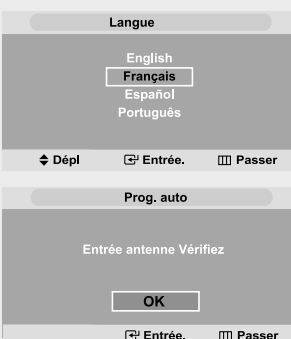 Langue
English
Français
Español
Português
Dépl Entrée. Passer
Prog. auto
Entrée antenne Vérifiez
OK
Entrée. Passer